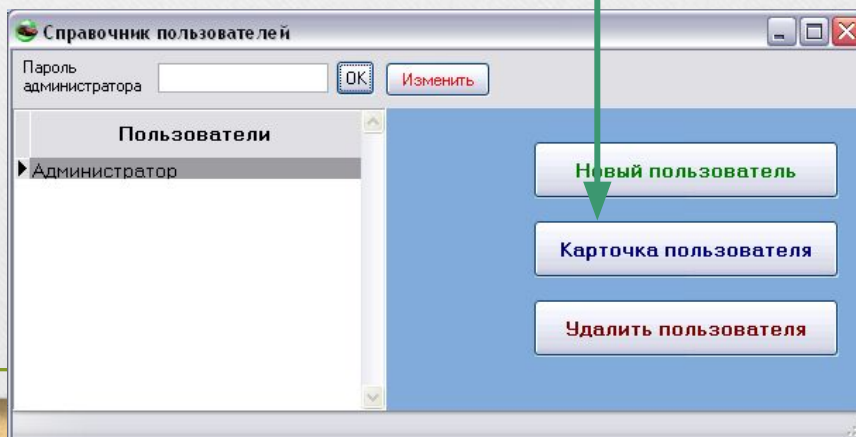 Справочник пользователей
Пароль
администратора
OK
Изменить
Пользователи
Администратор
Новый пользователь
Карточка пользователя
Удалить пользователя